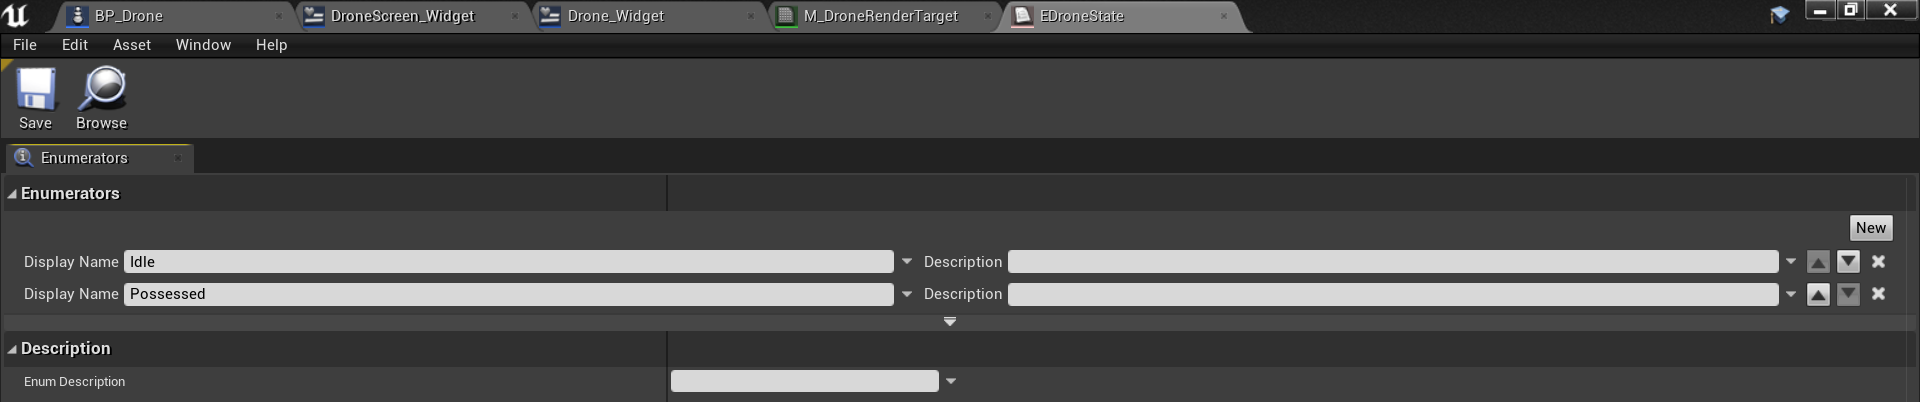 BP_Drone DroneScreen_Widget Drone_Widget M_DroneRenderTarget EDroneState
File Edit Asset Window Help
Save Browse
Enumerators
Enumerators
New
Display Name Idle Description
Display Name Possessed Description
Description
Enum Description